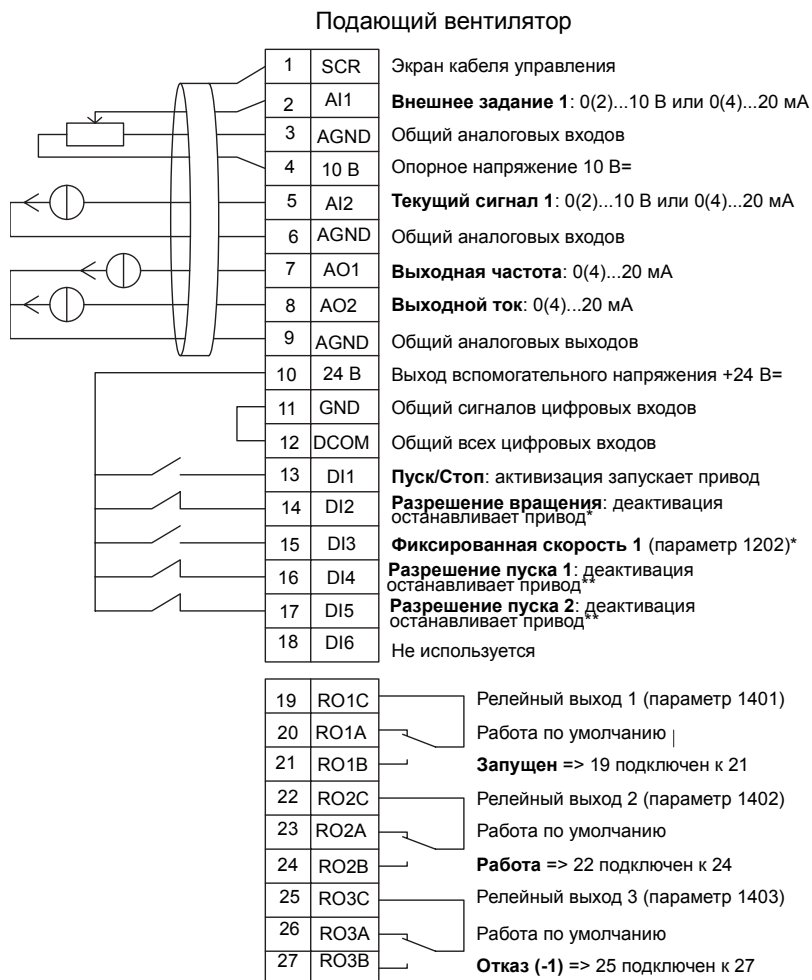 Подающий вентилятор
1 SCR Экран кабеля управления
2 AI1 Внешнее задание 1: 0(2)...10 В или 0(4)...20 мА
3 AGND Общий аналоговых входов
4 10 В Опорное напряжение 10 В=
5 AI2 Текущий сигнал 1: 0(2)...10 В или 0(4)...20 мА
6 AGND Общий аналоговых входов
7 AO1 Выходная частота: 0(4)...20 мА
8 AO2 Выходной ток: 0(4)...20 мА
9 AGND Общий аналоговых выходов
10 24 В Выход вспомогательного напряжения +24 В=
11 GND Общий сигналов цифровых входов
12 DCOM Общий всех цифровых входов
13 DI1 Пуск/Стоп: активизация запускает привод
14 DI2 Разрешение вращения: деактивация
останавливает привод*
15 DI3 Фиксированная скорость 1 (параметр 1202)*
16 DI4 Разрешение пуска 1: деактивация
останавливает привод**
17 DI5 Разрешение пуска 2: деактивация
останавливает привод**
18 DI6 Не используется
19 RO1C Релейный выход 1 (параметр 1401)
20 RO1A Работа по умолчанию
21 RO1B Запущен => 19 подключен к 21
22 RO2C Релейный выход 2 (параметр 1402)
23 RO2A Работа по умолчанию
24 RO2B Работа => 22 подключен к 24
25 RO3C Релейный выход 3 (параметр 1403)
26 RO3A Работа по умолчанию
27 RO3B Отказ (-1) => 25 подключен к 27